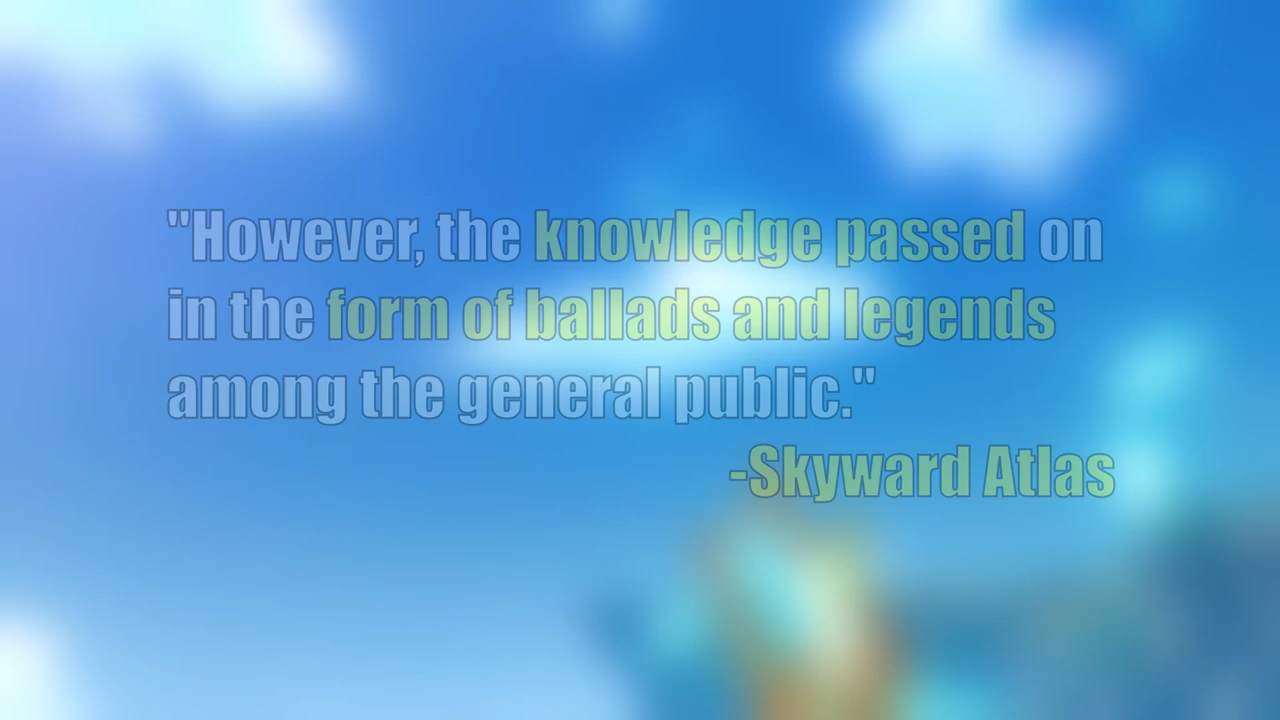 "However, the knowledge passed on
in the form of ballads and legends
among the general public."
-Skyward Atlas